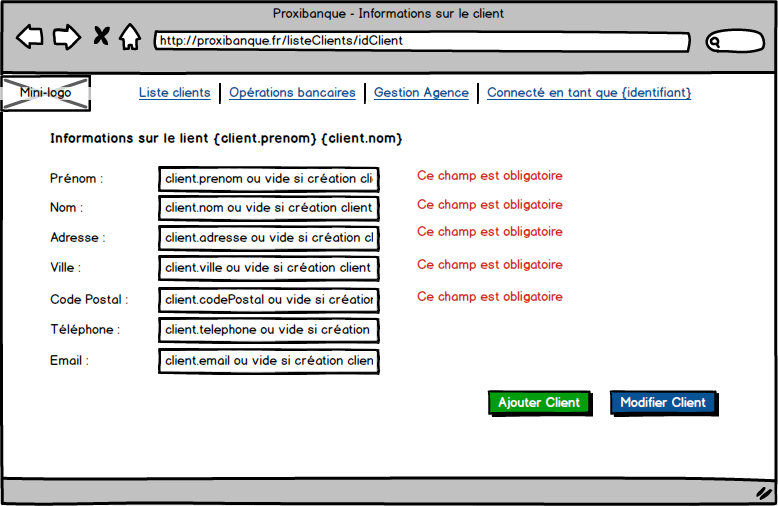 Proxibanque - Informations sur le client
http://proxibanque.fr/listeClients/idClient
Mini-logo
Liste clients Opérations bancaires Gestion Agence Connecté en tant que {identifiant}
Informations sur le lient {client.prenom} {client.nom}
Prénom : client.prenom ou vide si création cli Ce champ est obligatoire
Nom : client.nom ou vide si création client Ce champ est obligatoire
Adresse : client.adresse ou vide si création cl Ce champ est obligatoire
Ville : client.ville ou vide si création client Ce champ est obligatoire
Code Postal : client.codePostal ou vide si création Ce champ est obligatoire
Téléphone : client.telephone ou vide si création
Email : client.email ou vide si création clien
Ajouter Client Modifier Client